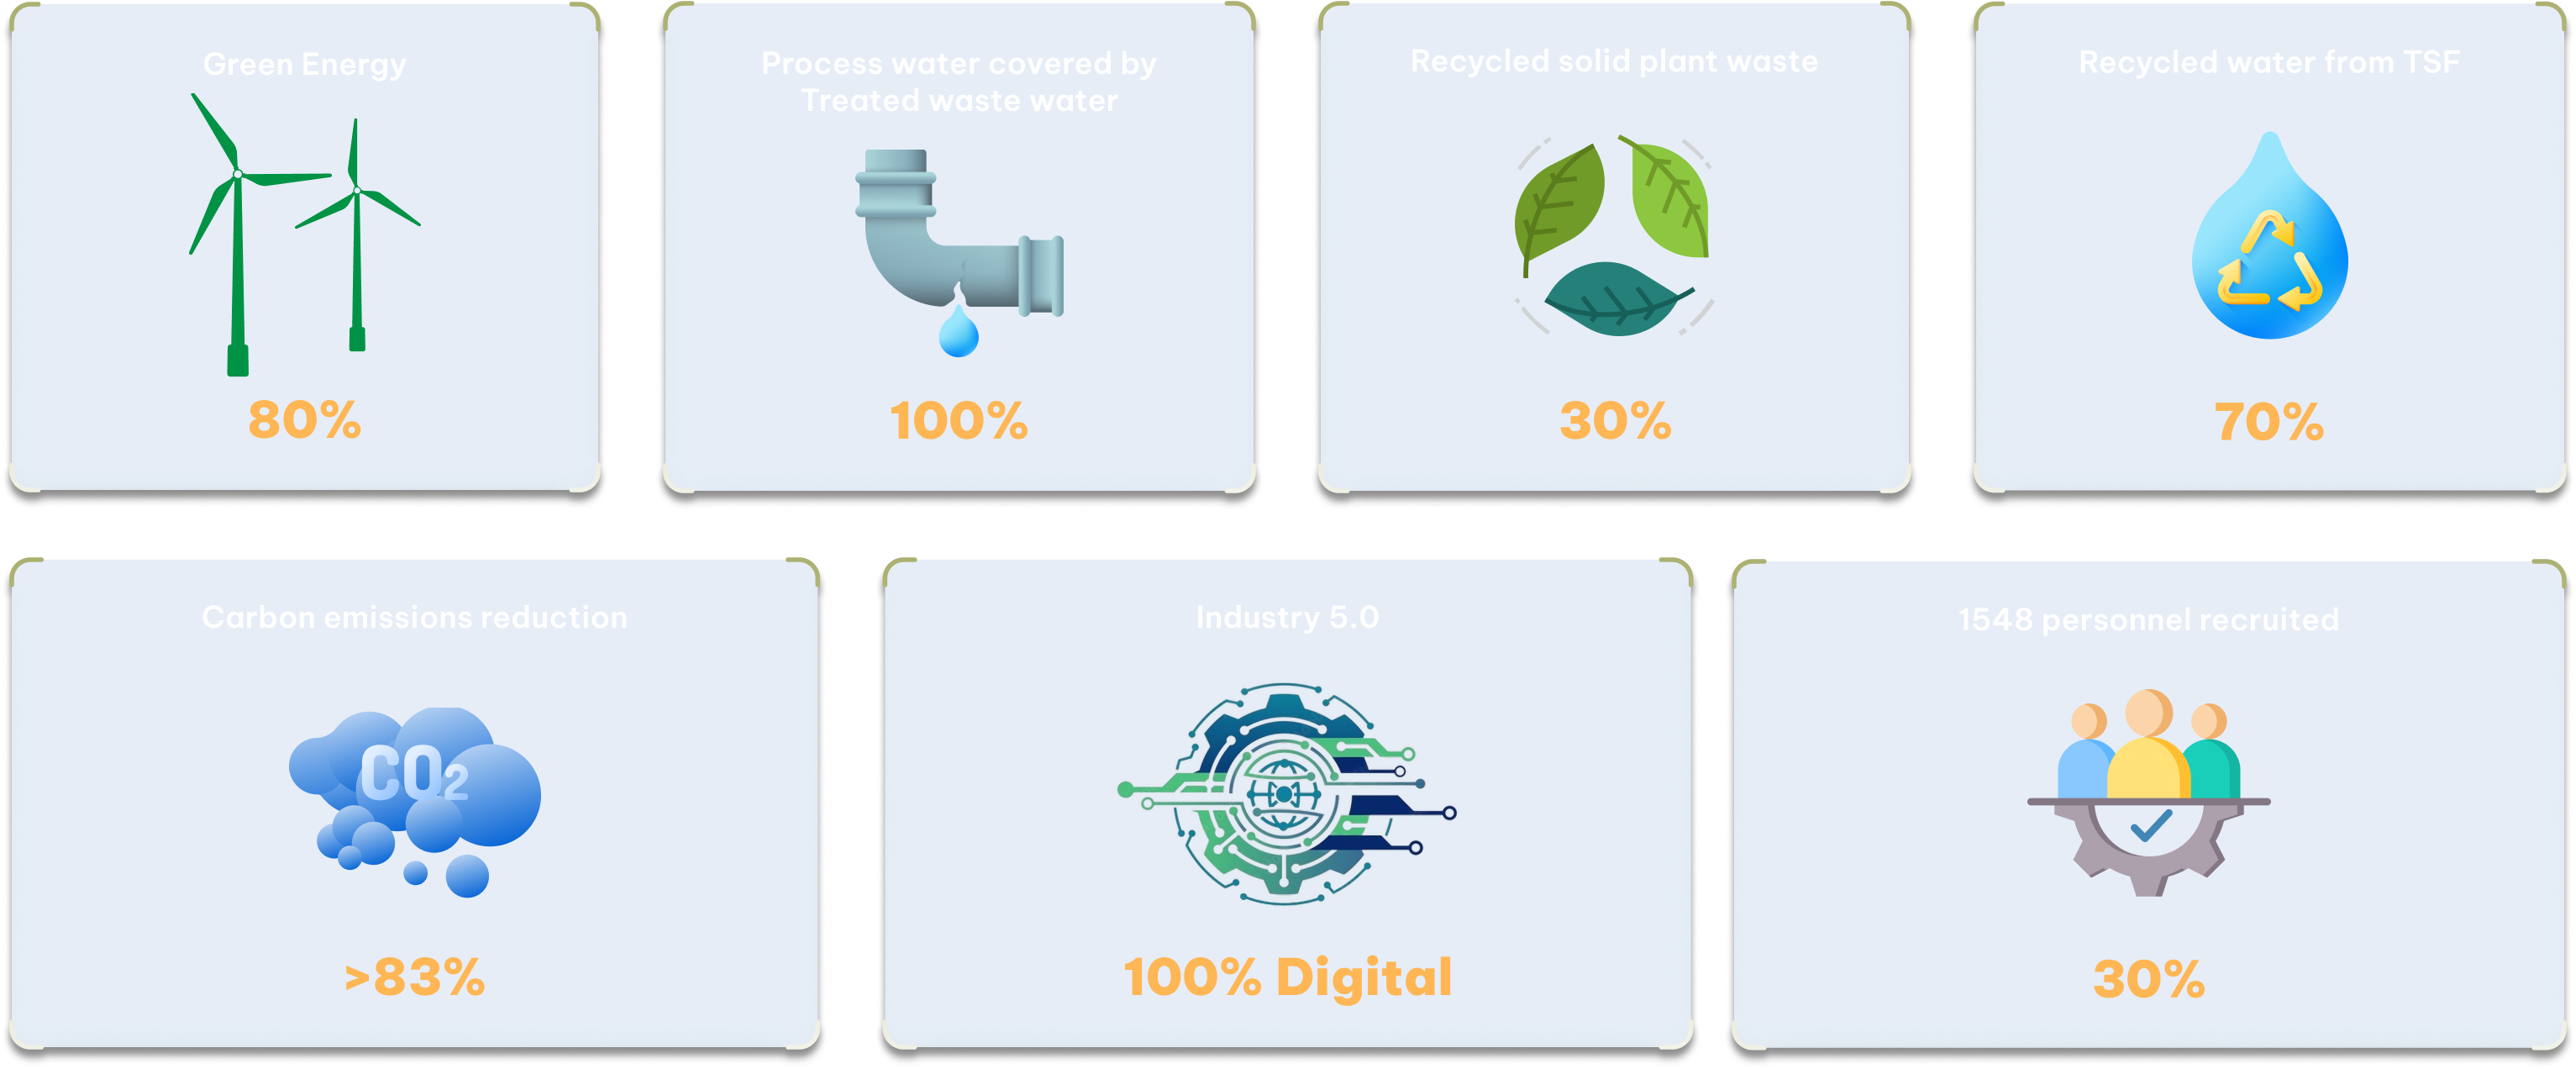 Green Energy
80%
Process water covered by
Treated waste water
100%
Recycled solid plant waste
30%
Recycled water from TSF
70%
Carbon emissions reduction
CO2
>83%
Industry 5.0
100% Digital
1548 personnel recruited
30%